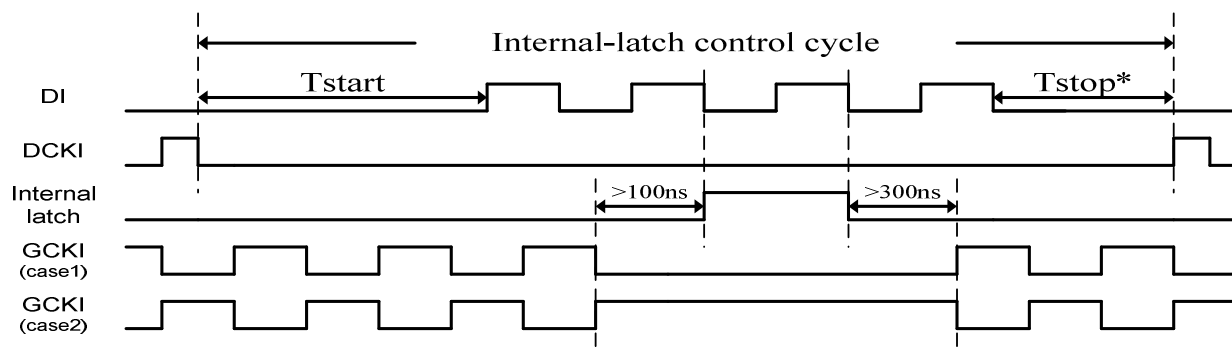 Internal-latch control cycle
DI
Tstart
Tstop*
DCKI
Internal
latch
>100ns
>300ns
GCKI
(case1)
GCKI
(case2)